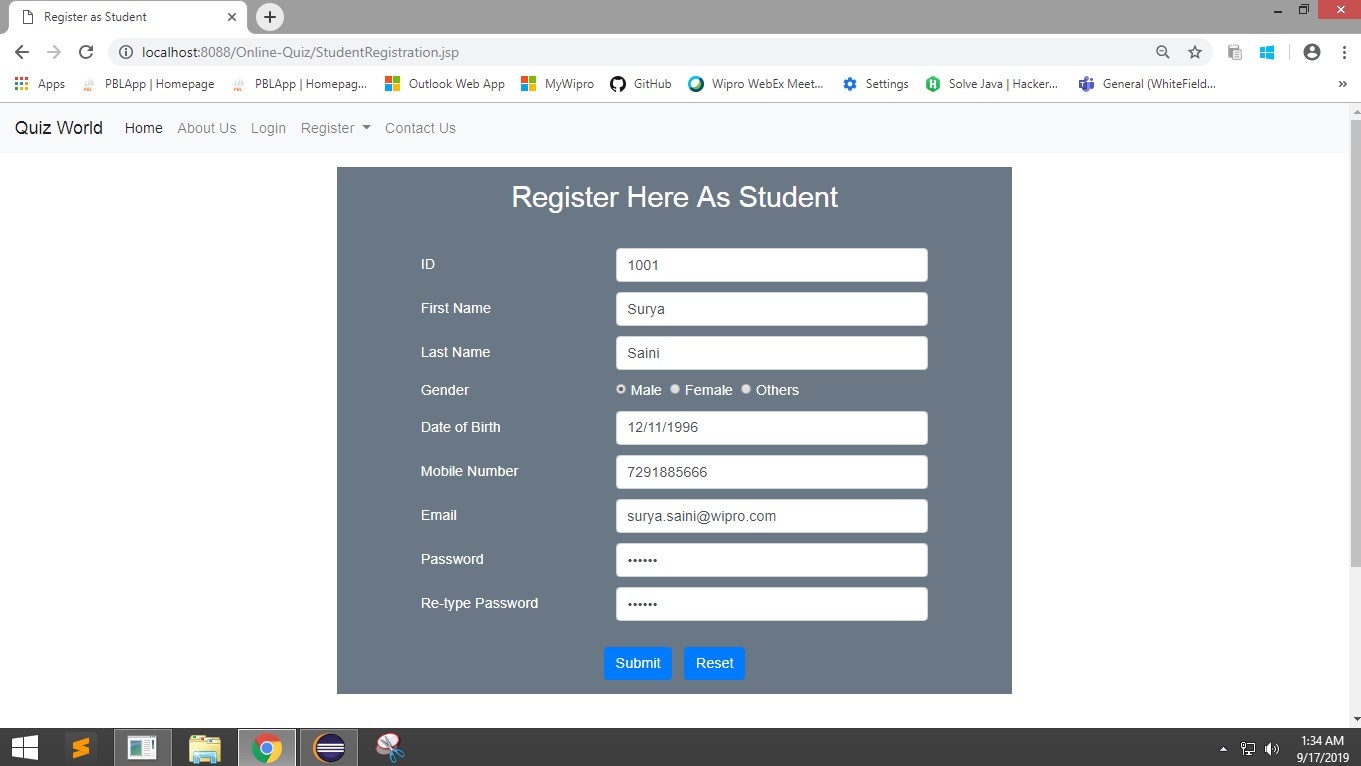 Register as Student
localhost:8088/Online-Quiz/StudentRegistration.jsp
Apps PBLApp | Homepage PBLApp | Homepag... Outlook Web App MyWipro GitHub Wipro WebEx Meet... Settings Solve Java | Hacker... General (WhiteField... »
Quiz World Home About Us Login Register Contact Us
Register Here As Student
ID 1001
First Name Surya
Last Name Saini
Gender Male Female Others
Date of Birth 12/11/1996
Mobile Number 7291885666
Email surya.saini@wipro.com
Password ••••••
Re-type Password ••••••
Submit Reset
1:34 AM
9/17/2019